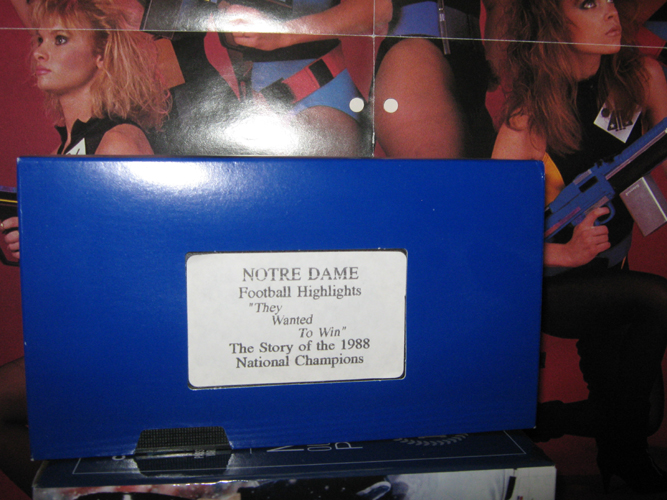 NOTRE DAME
Football Highlights
"They
Wanted
To Win"
The Story of the 1988
National Champions